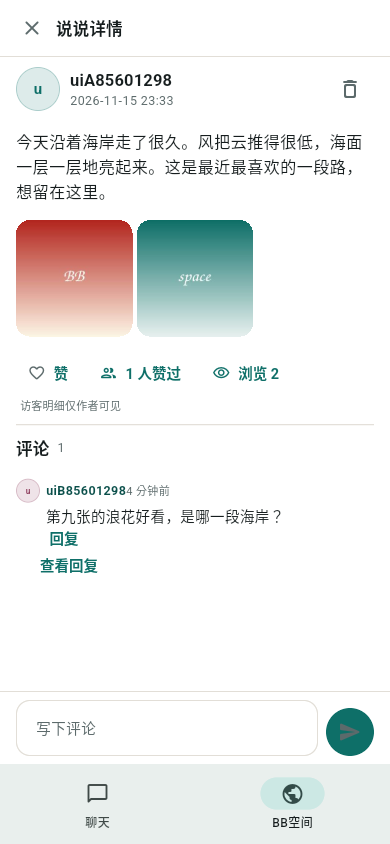 说说详情
u
uiA85601298
2026-11-15 23:33
今天沿着海岸走了很久。风把云推得很低，海面
一层一层地亮起来。这是最近最喜欢的一段路，
想留在这里。
BB
space
赞
1 人赞过
浏览 2
访客明细仅作者可见
评论 1
u
uiB85601298 4 分钟前
第九张的浪花好看，是哪一段海岸？
回复
查看回复
写下评论
聊天
BB空间